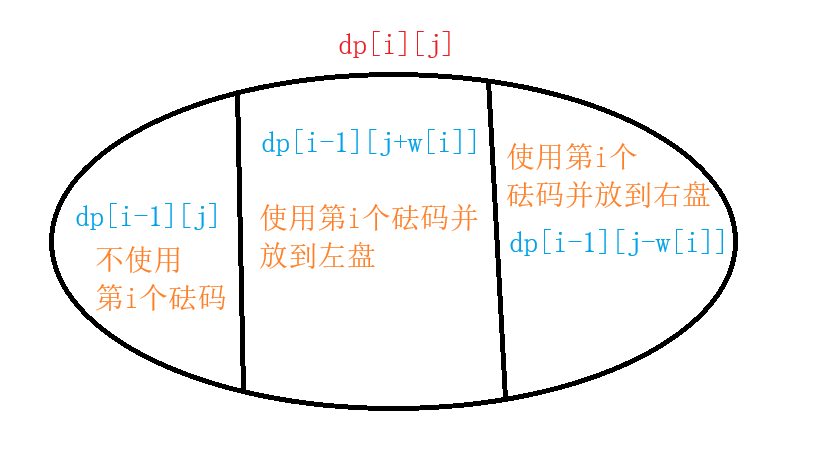 dp[i][j]
dp[i-1][j]
不使用
第i个砝码
dp[i-1][j+w[i]]
使用第i个砝码并
放到左盘
使用第i个
砝码并放到右盘
dp[i-1][j-w[i]]